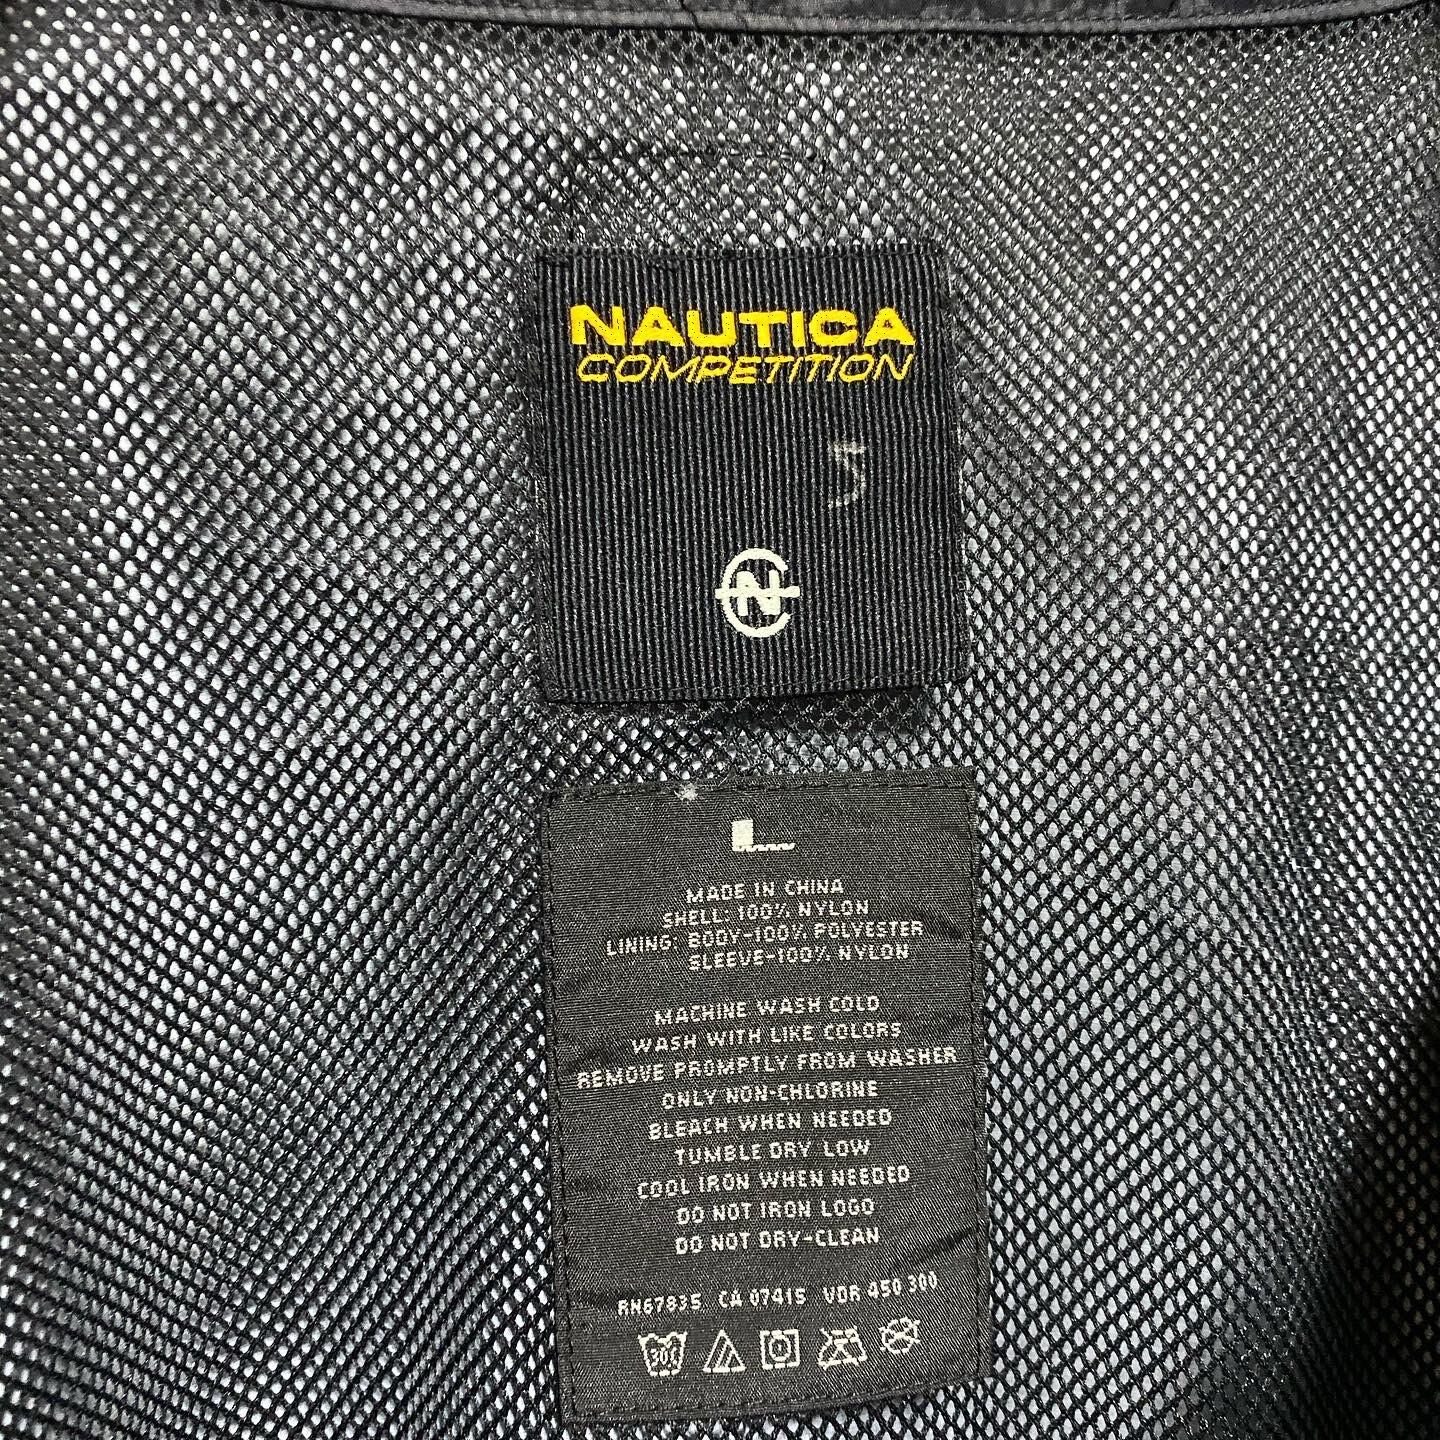 NAUTICA
COMPETITION
5
N
L
MADE IN CHINA
SHELL: 100% NYLON
LINING: BODY-100% POLYESTER
SLEEVE-100% NYLON
MACHINE WASH COLD
WASH WITH LIKE COLORS
REMOVE PROMPTLY FROM WASHER
ONLY NON-CHLORINE
BLEACH WHEN NEEDED
TUMBLE DRY LOW
COOL IRON WHEN NEEDED
DO NOT IRON LOGO
DO NOT DRY-CLEAN
RN67835 CA 07415 VDR 450 300
30C